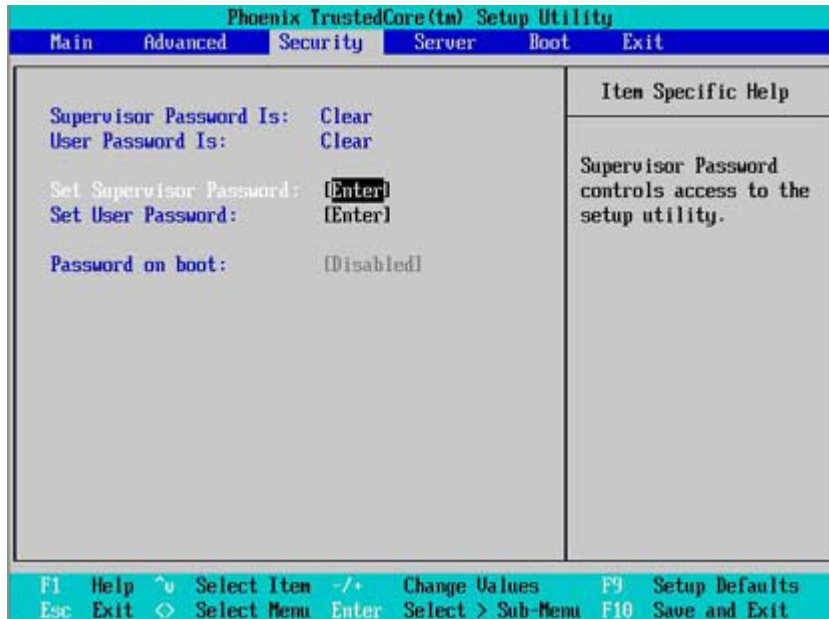 Phoenix TrustedCore(tm) Setup Utility
Main Advanced Security Server Boot Exit
Item Specific Help
Supervisor Password Is: Clear
User Password Is: Clear
Set Supervisor Password: [Enter]
Set User Password: [Enter]
Password on boot: [Disabled]
Supervisor Password
controls access to the
setup utility.
F1 Help ^v Select Item -/+ Change Values F9 Setup Defaults
Esc Exit <> Select Menu Enter Select > Sub-Menu F10 Save and Exit